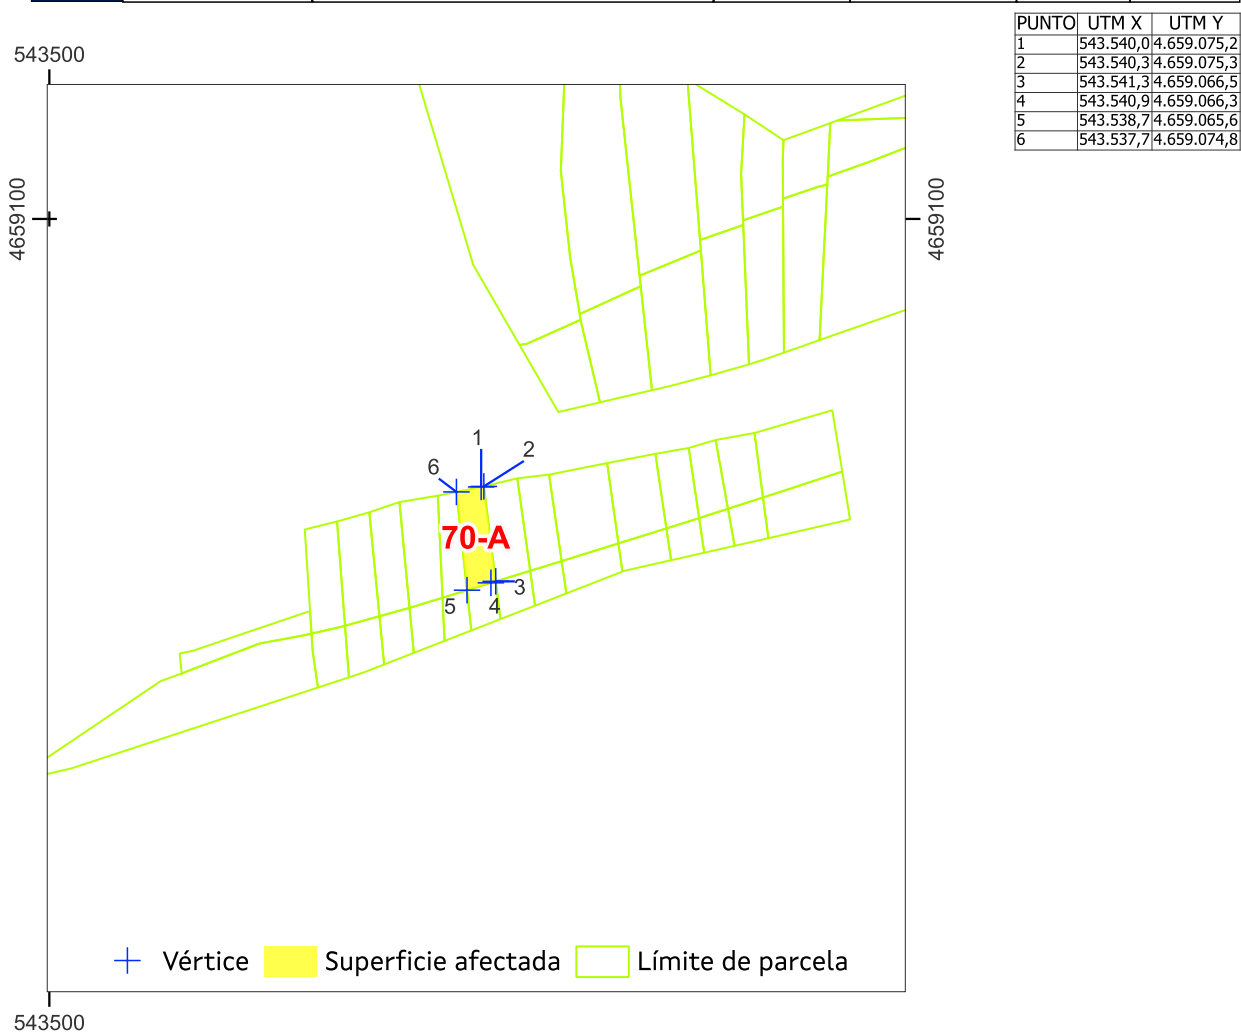 PUNTO UTM X UTM Y
1 543.540,0 4.659.075,2
2 543.540,3 4.659.075,3
3 543.541,3 4.659.066,5
4 543.540,9 4.659.066,3
5 543.538,7 4.659.065,6
6 543.537,7 4.659.074,8
543500
4659100
4659100
1
2
6
70-A
3
5
4
Vértice
Superficie afectada
Límite de parcela
543500